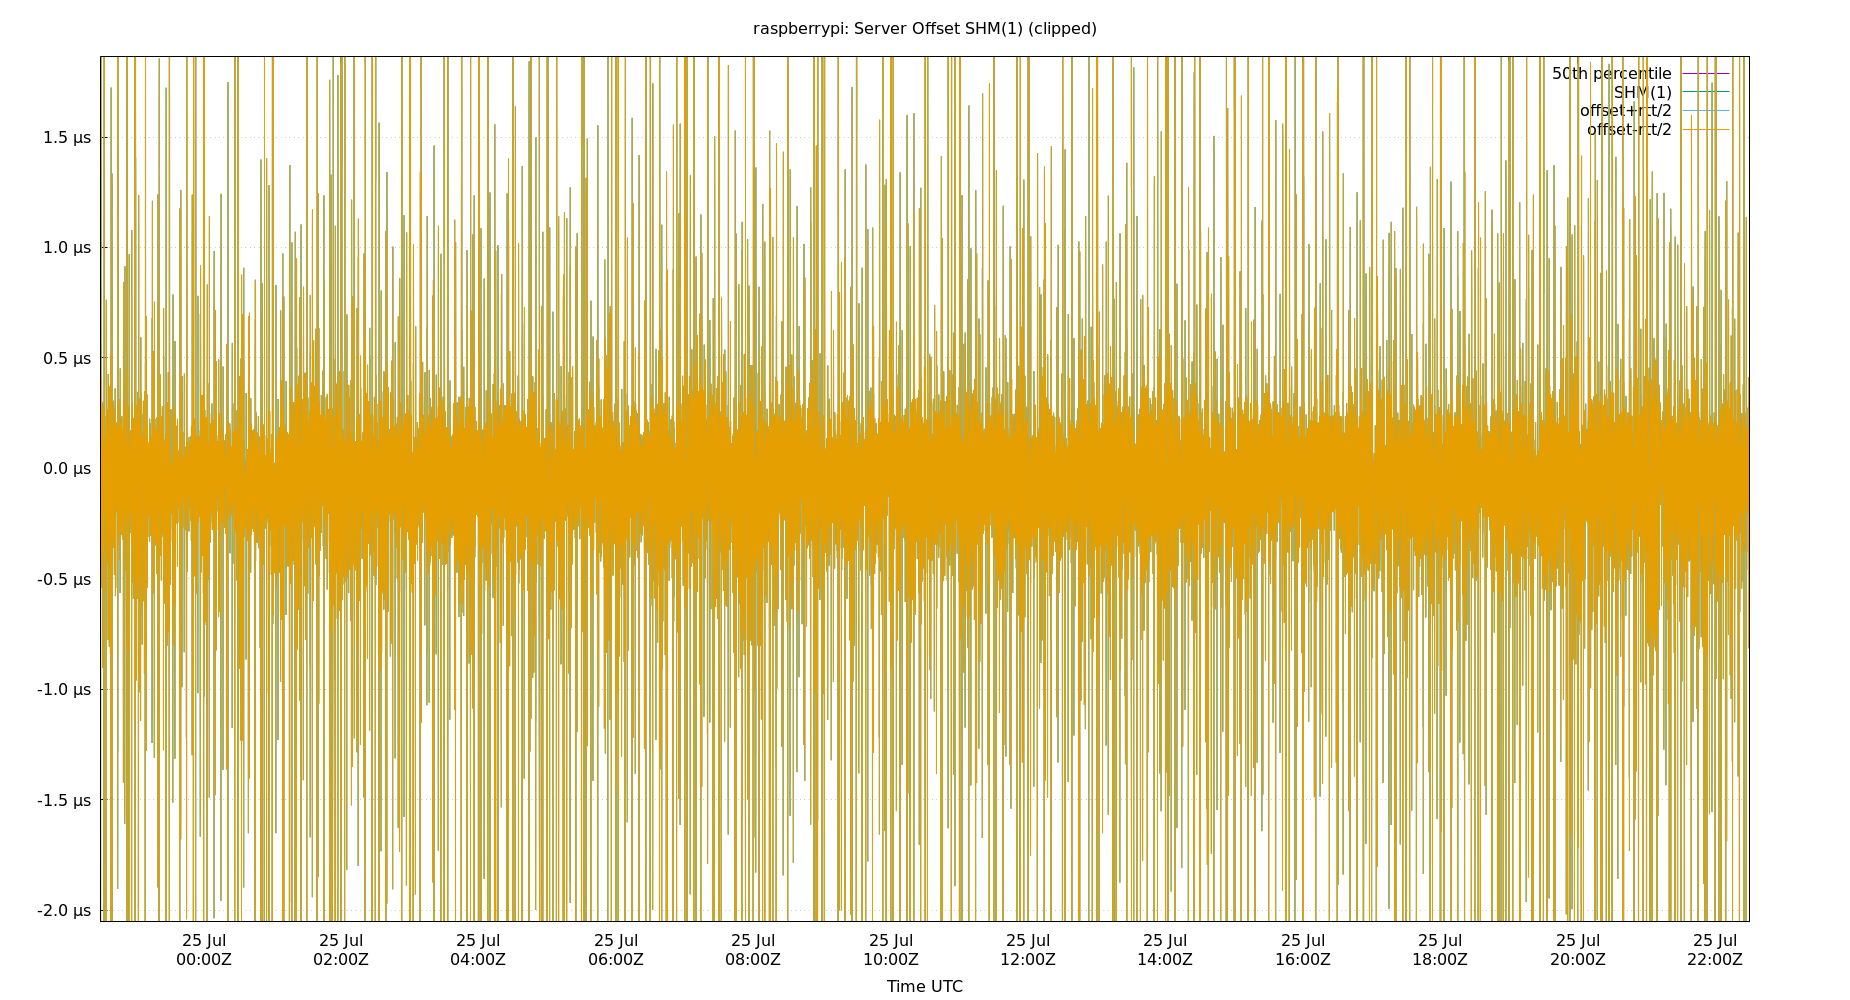 raspberrypi: Server Offset SHM(1) (clipped)
50th percentile
SHM(1)
offset+rtt/2
offset-rtt/2
1.5 µs
1.0 µs
0.5 µs
0.0 µs
-0.5 µs
-1.0 µs
-1.5 µs
-2.0 µs
25 Jul 25 Jul 25 Jul 25 Jul 25 Jul 25 Jul 25 Jul 25 Jul 25 Jul 25 Jul 25 Jul 25 Jul
00:00Z 02:00Z 04:00Z 06:00Z 08:00Z 10:00Z 12:00Z 14:00Z 16:00Z 18:00Z 20:00Z 22:00Z
Time UTC